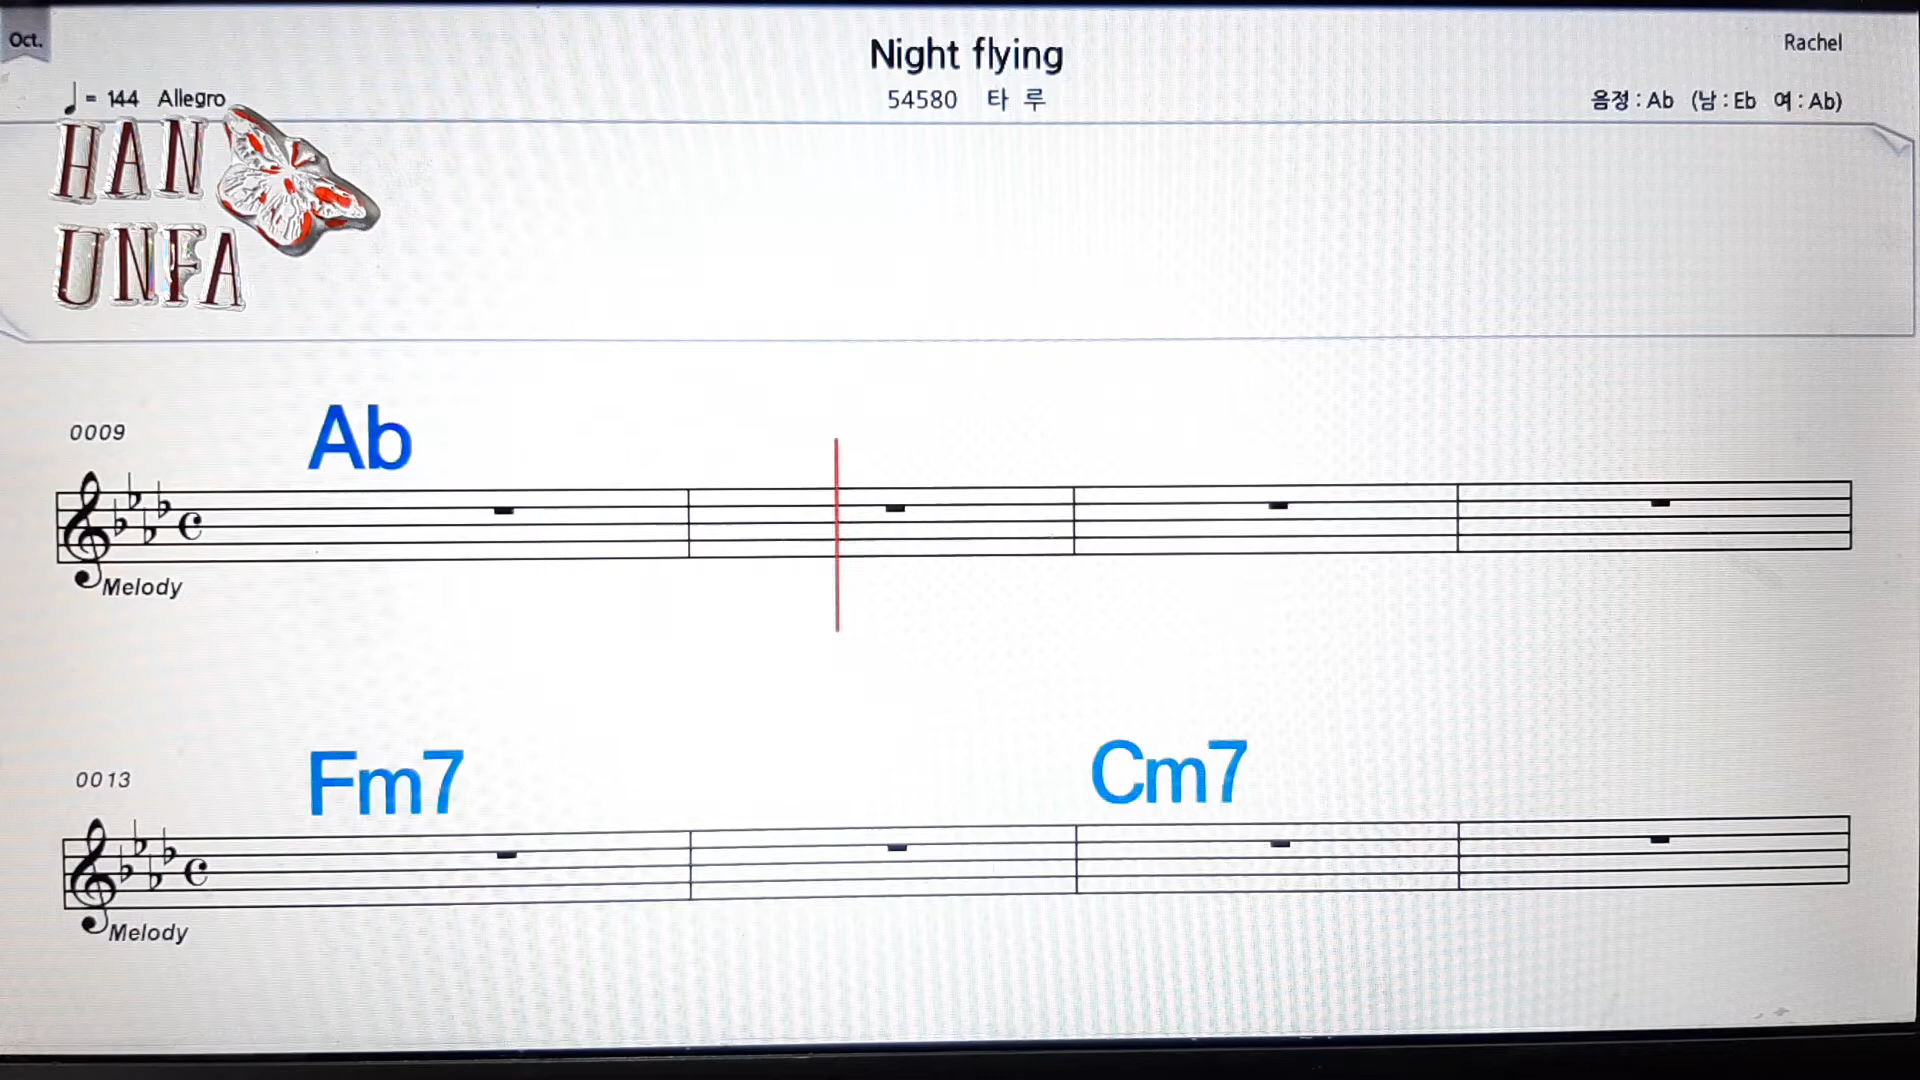 Oct.
Night flying
Rachel
♩ = 144 Allegro
54580 타 루
음정 : Ab (남 : Eb 여 : Ab)
HAN
UNFA
0009
Ab
Melody
0013
Fm7
Cm7
Melody